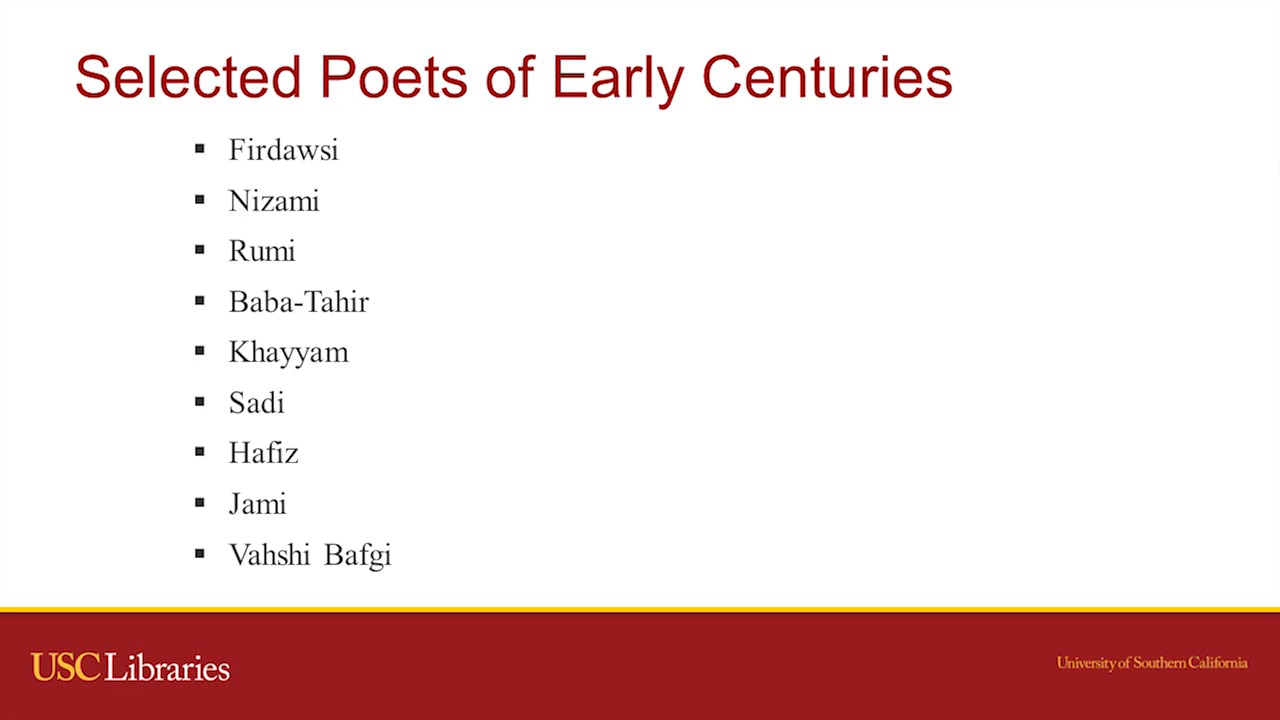 Selected Poets of Early Centuries
▪ Firdawsi
▪ Nizami
▪ Rumi
▪ Baba-Tahir
▪ Khayyam
▪ Sadi
▪ Hafiz
▪ Jami
▪ Vahshi Bafgi
USC Libraries
University of Southern California